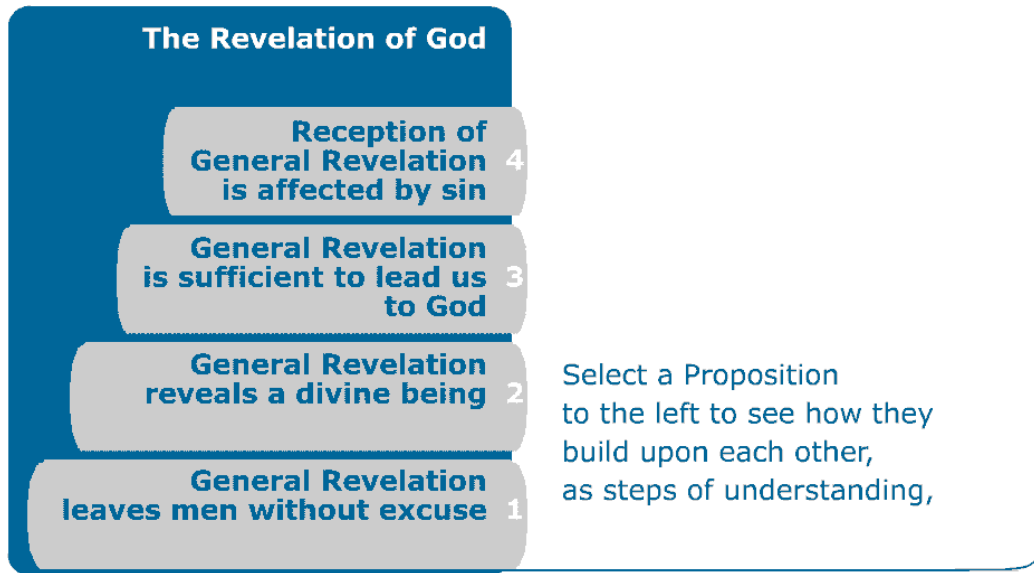 The Revelation of God
Reception of
General Revelation
is affected by sin
4
General Revelation
is sufficient to lead us
to God
3
General Revelation
reveals a divine being
2
General Revelation
leaves men without excuse
1
Select a Proposition
to the left to see how they
build upon each other,
as steps of understanding,